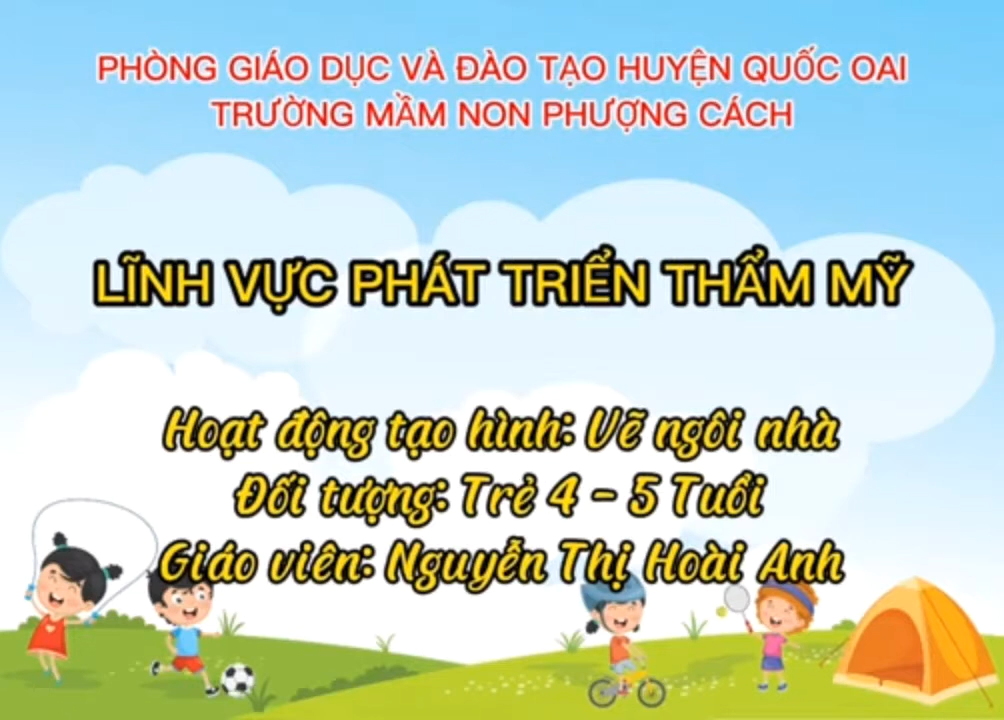 PHÒNG GIÁO DỤC VÀ ĐÀO TẠO HUYỆN QUỐC OAI
TRƯỜNG MẦM NON PHƯỢNG CÁCH
LĨNH VỰC PHÁT TRIỂN THẨM MỸ
Hoạt động tạo hình: Vẽ ngôi nhà
Đối tượng: Trẻ 4 - 5 Tuổi
Giáo viên: Nguyễn Thị Hoài Anh